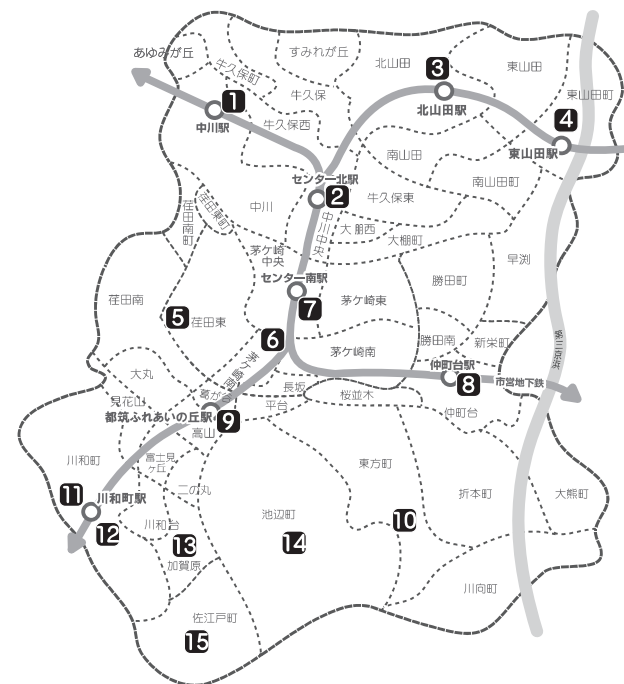 あゆみが丘
すみれが丘
牛久保町
北山田
東山田
3
東山田町
牛久保
1
中川駅
牛久保西
北山田駅
4
東山田駅
南山田
センター北駅
南山田町
2
牛久保東
荏田東町
荏田南町
中川
中川中央
大棚西
大棚町
茅ケ崎中央
早渕
センター南駅
勝田町
荏田南
7
茅ケ崎東
5
荏田東
6
茅ケ崎南
勝田南
新栄町
第三京浜
大丸
仲町台駅
8
市営地下鉄
見花山
葛が谷
長坂
桜並木
都筑ふれあいの丘駅
9
平台
仲町台
高山
川和町
富士見ヶ丘
東方町
二の丸
11
川和町駅
折本町
大熊町
12
川和台
池辺町
10
13
14
加賀原
川向町
佐江戸町
15